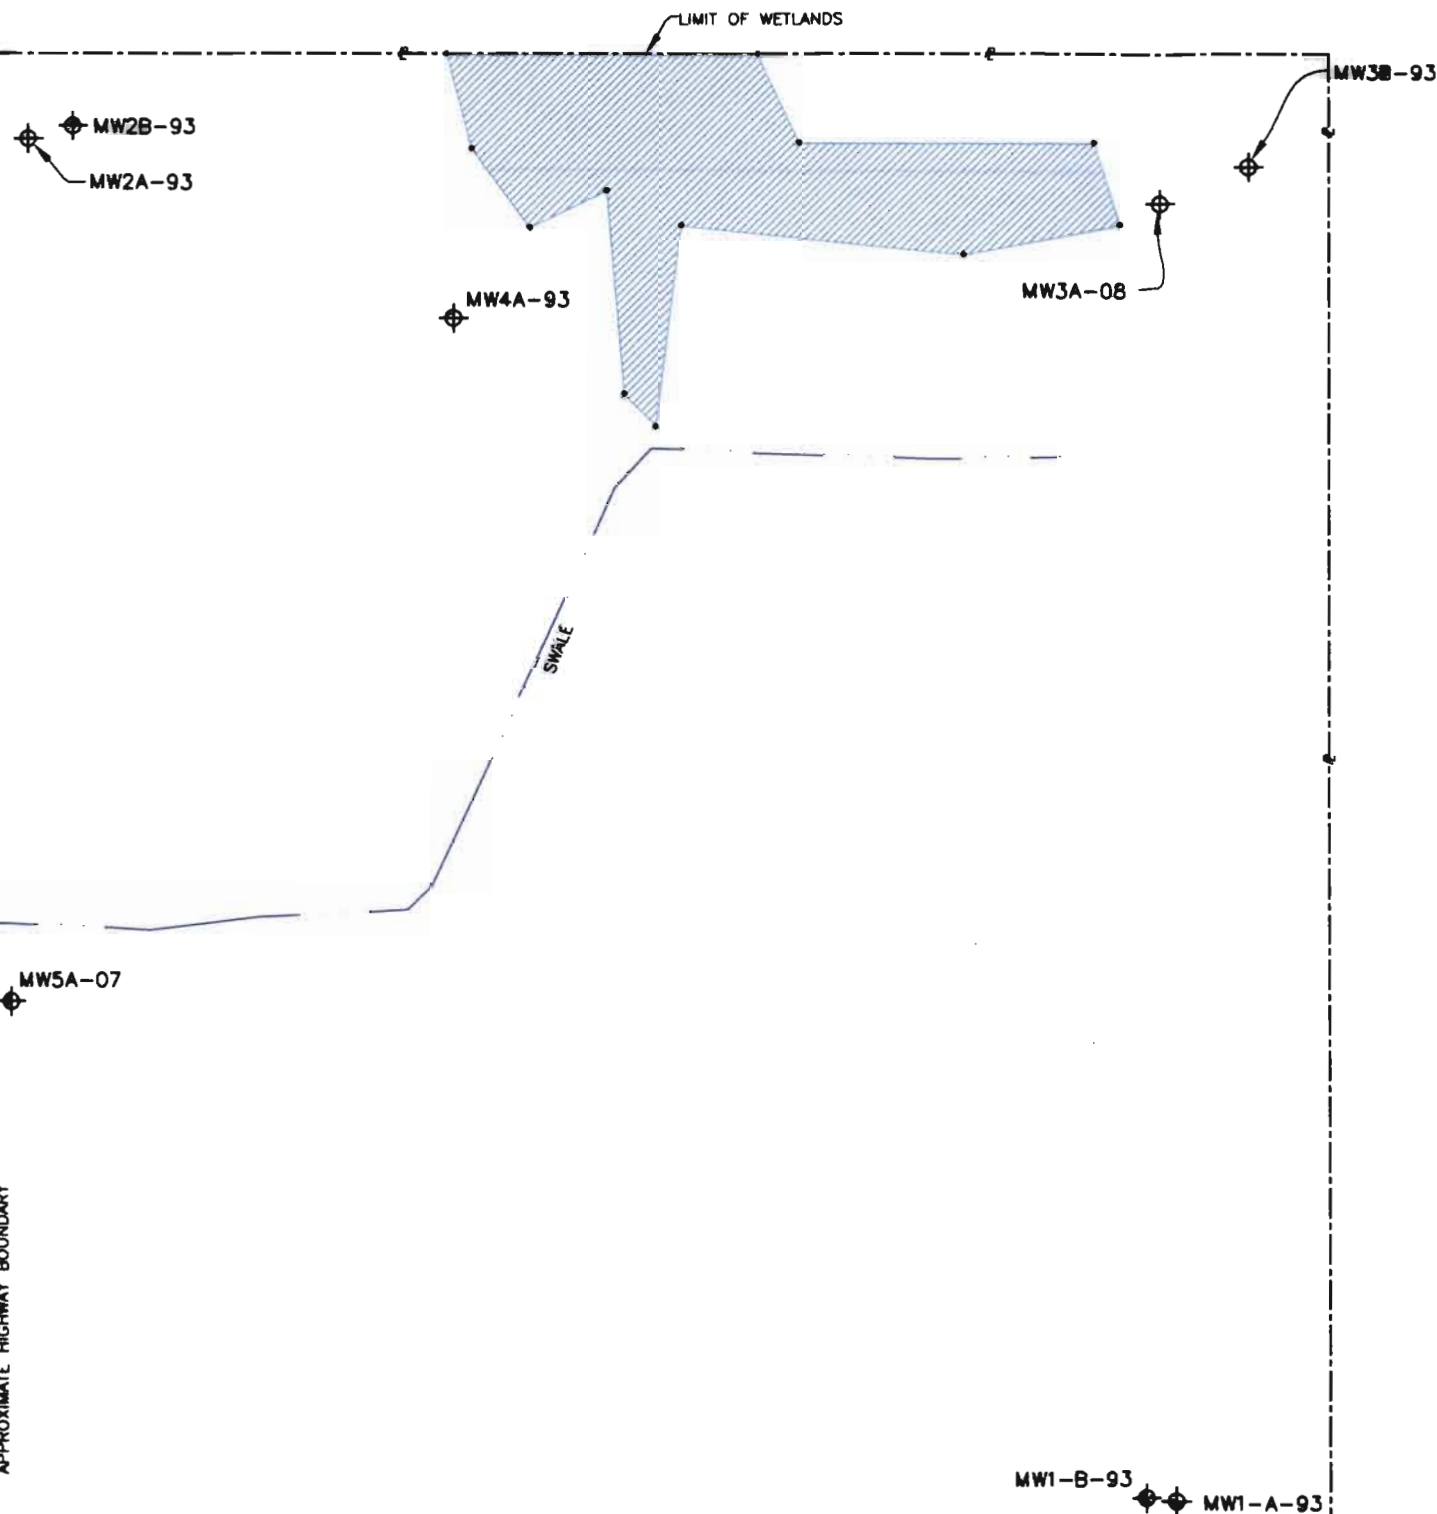 LIMIT OF WETLANDS
MW3B-93
MW2B-93
MW2A-93
MW3A-08
MW4A-93
SWALE
MW5A-07
APPROXIMATE HIGHWAY BOUNDARY
MW1-B-93
MW1-A-93